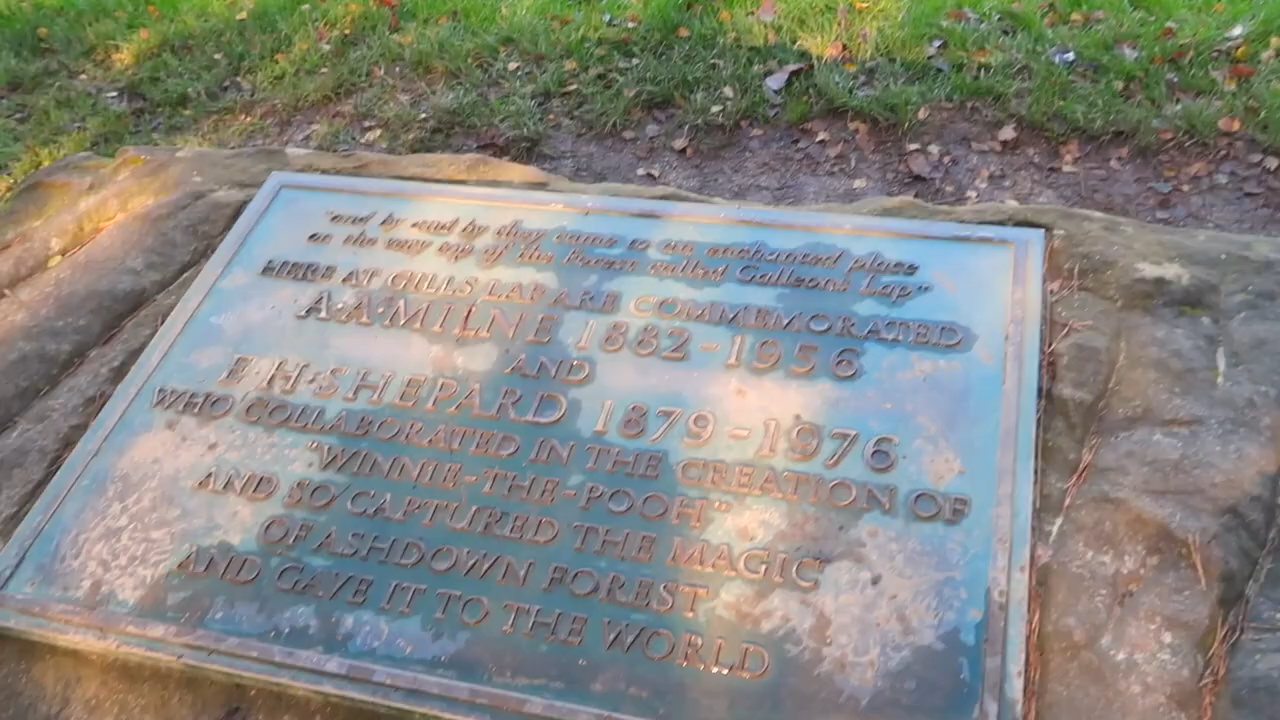 "and by and by they came to an enchanted place
on the very top of the Forest called Galleons Lap"
HERE AT GILLS LAP ARE COMMEMORATED
A·A·MILNE 1882-1956
AND
E·H·SHEPARD 1879-1976
WHO COLLABORATED IN THE CREATION OF
"WINNIE-THE-POOH"
AND SO CAPTURED THE MAGIC
OF ASHDOWN FOREST
AND GAVE IT TO THE WORLD